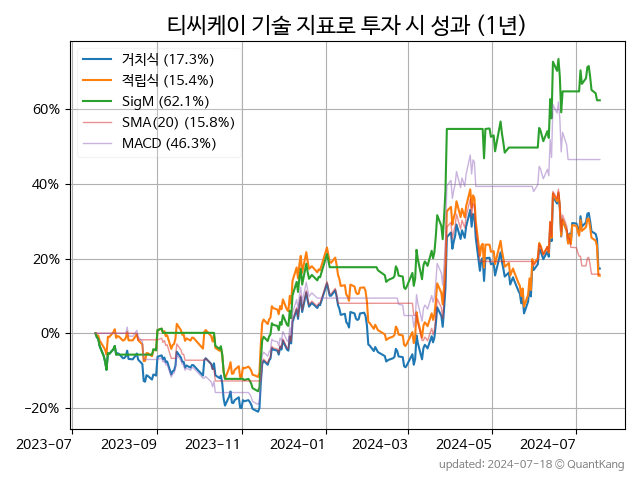 티씨케이 기술 지표로 투자 시 성과 (1년)
거치식 (17.3%)
적립식 (15.4%)
SigM (62.1%)
SMA(20) (15.8%)
MACD (46.3%)
60%
40%
20%
0%
−20%
2023-07 2023-09 2023-11 2024-01 2024-03 2024-05 2024-07
updated: 2024-07-18 © QuantKang